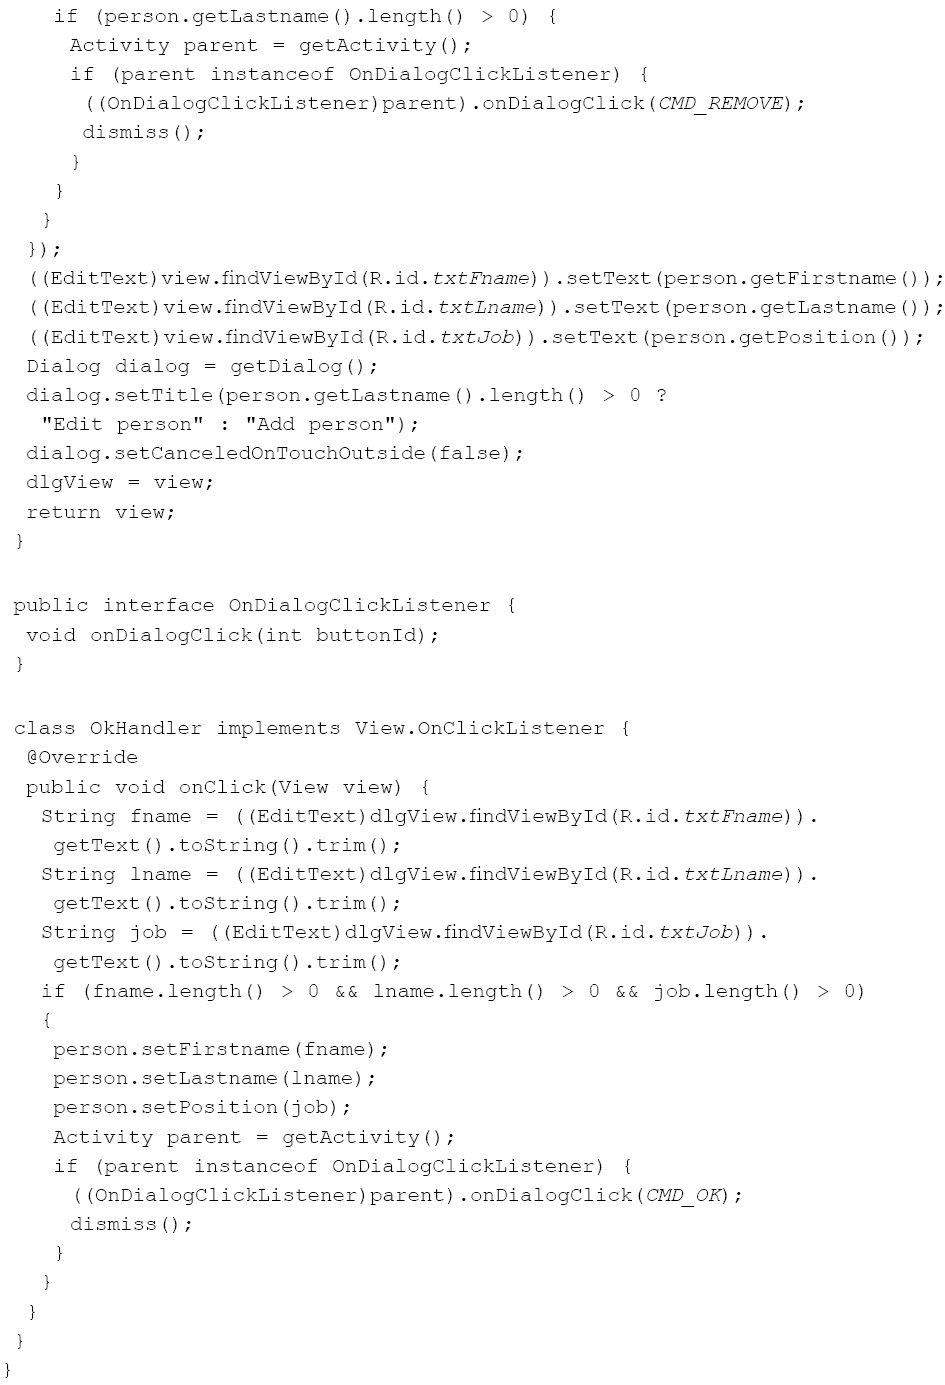 if (person.getLastname().length() > 0) {
Activity parent = getActivity();
if (parent instanceof OnDialogClickListener) {
((OnDialogClickListener)parent).onDialogClick(CMD_REMOVE);
dismiss();
}
}
}
});
((EditText)view.findViewById(R.id.txtFname)).setText(person.getFirstname());
((EditText)view.findViewById(R.id.txtLname)).setText(person.getLastname());
((EditText)view.findViewById(R.id.txtJob)).setText(person.getPosition());
Dialog dialog = getDialog();
dialog.setTitle(person.getLastname().length() > 0 ?
"Edit person" : "Add person");
dialog.setCanceledOnTouchOutside(false);
dlgView = view;
return view;
}
public interface OnDialogClickListener {
void onDialogClick(int buttonId);
}
class OkHandler implements View.OnClickListener {
@Override
public void onClick(View view) {
String fname = ((EditText)dlgView.findViewById(R.id.txtFname)).
getText().toString().trim();
String lname = ((EditText)dlgView.findViewById(R.id.txtLname)).
getText().toString().trim();
String job = ((EditText)dlgView.findViewById(R.id.txtJob)).
getText().toString().trim();
if (fname.length() > 0 && lname.length() > 0 && job.length() > 0)
{
person.setFirstname(fname);
person.setLastname(lname);
person.setPosition(job);
Activity parent = getActivity();
if (parent instanceof OnDialogClickListener) {
((OnDialogClickListener)parent).onDialogClick(CMD_OK);
dismiss();
}
}
}
}
}